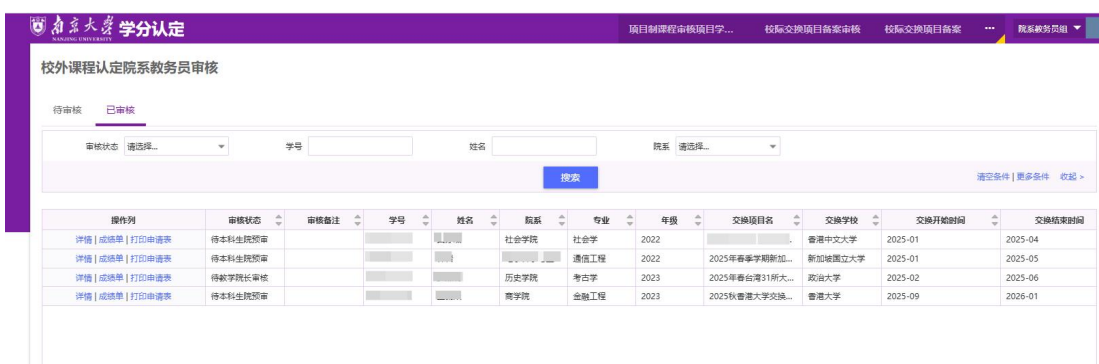 南京大学 学分认定 项目制课程审核项目学... 校际交换项目备案审核 校际交换项目备案 ··· 院系教务员组
NANJING UNIVERSITY
校外课程认定院系教务员审核
待审核 已审核
审核状态 请选择... 学号 姓名 院系 请选择...
搜索 清空条件 | 更多条件 收起 >
操作列 审核状态 审核备注 学号 姓名 院系 专业 年级 交换项目名 交换学校 交换开始时间 交换结束时间
详情 | 成绩单 | 打印申请表 待本科生院预审 社会学院 社会学 2022 香港中文大学 2025-01 2025-04
详情 | 成绩单 | 打印申请表 待本科生院预审 通信工程 2022 2025年春季学期新加... 新加坡国立大学 2025-01 2025-05
详情 | 成绩单 | 打印申请表 待教学院长审核 历史学院 考古学 2023 2025年春台湾31所大... 政治大学 2025-02 2025-06
详情 | 成绩单 | 打印申请表 待本科生院预审 商学院 金融工程 2023 2025秋香港大学交换... 香港大学 2025-09 2026-01